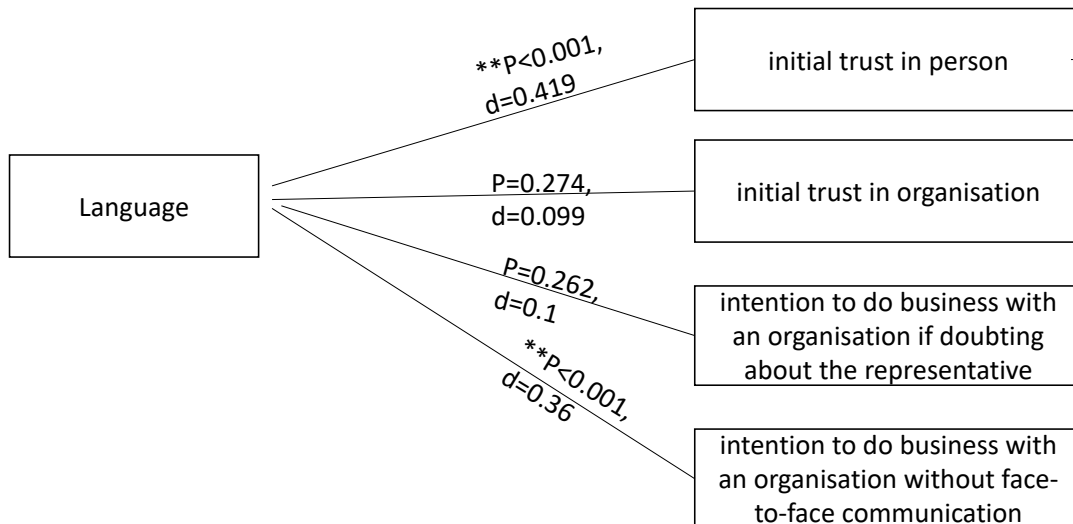 **P<0.001,
d=0.419
initial trust in person
Language
P=0.274,
d=0.099
initial trust in organisation
P=0.262,
d=0.1
intention to do business with
an organisation if doubting
about the representative
**P<0.001,
d=0.36
intention to do business with
an organisation without face-
to-face communication